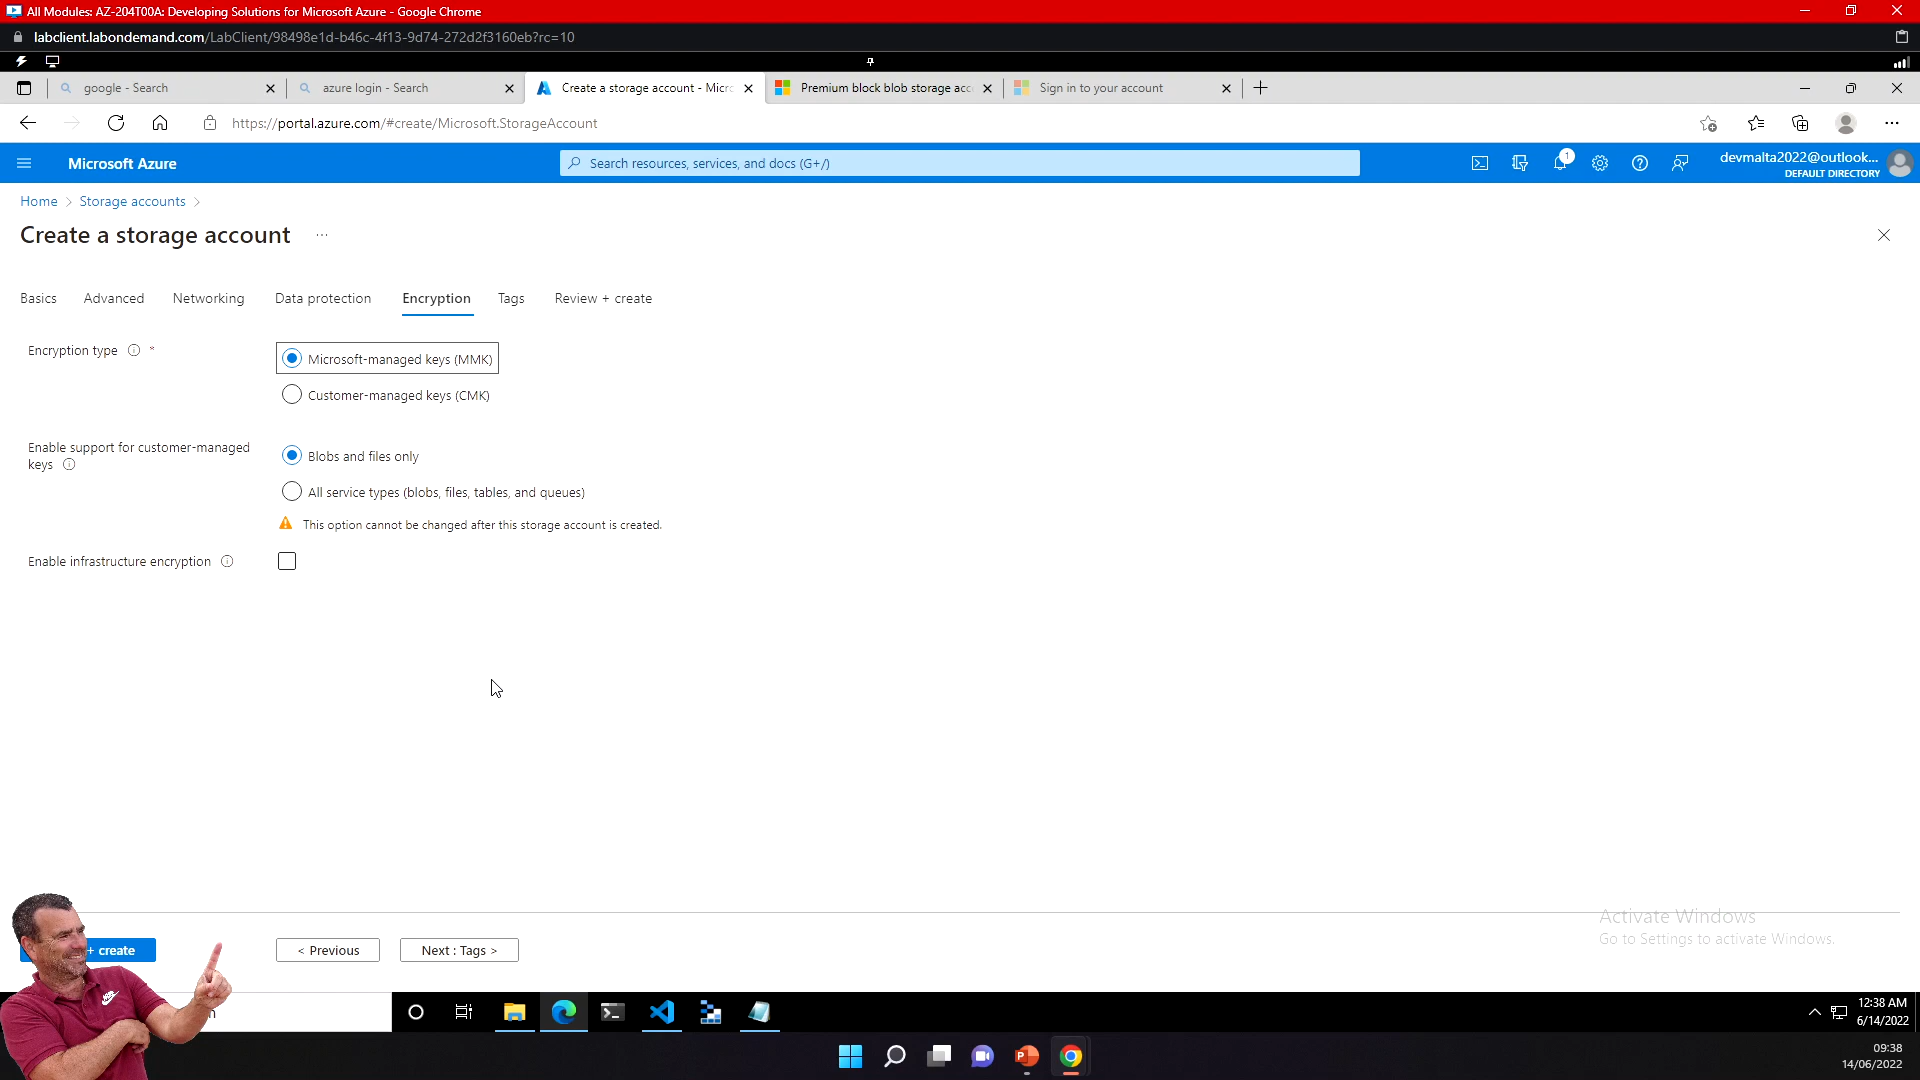 All Modules: AZ-204T00A: Developing Solutions for Microsoft Azure - Google Chrome
labclient.labondemand.com/LabClient/98498e1d-b46c-4f13-9d74-272d2f3160eb?rc=10
google - Search
azure login - Search
Create a storage account - Micr
Premium block blob storage acc
Sign in to your account
https://portal.azure.com/#create/Microsoft.StorageAccount
Microsoft Azure
Search resources, services, and docs (G+/)
1
devmalta2022@outlook...
DEFAULT DIRECTORY
Home > Storage accounts >
Create a storage account ...
Basics
Advanced
Networking
Data protection
Encryption
Tags
Review + create
Encryption type *
Microsoft-managed keys (MMK)
Customer-managed keys (CMK)
Enable support for customer-managed
keys
Blobs and files only
All service types (blobs, files, tables, and queues)
This option cannot be changed after this storage account is created.
Enable infrastructure encryption
Activate Windows
Go to Settings to activate Windows.
+ create
< Previous
Next : Tags >
12:38 AM
6/14/2022
09:38
14/06/2022